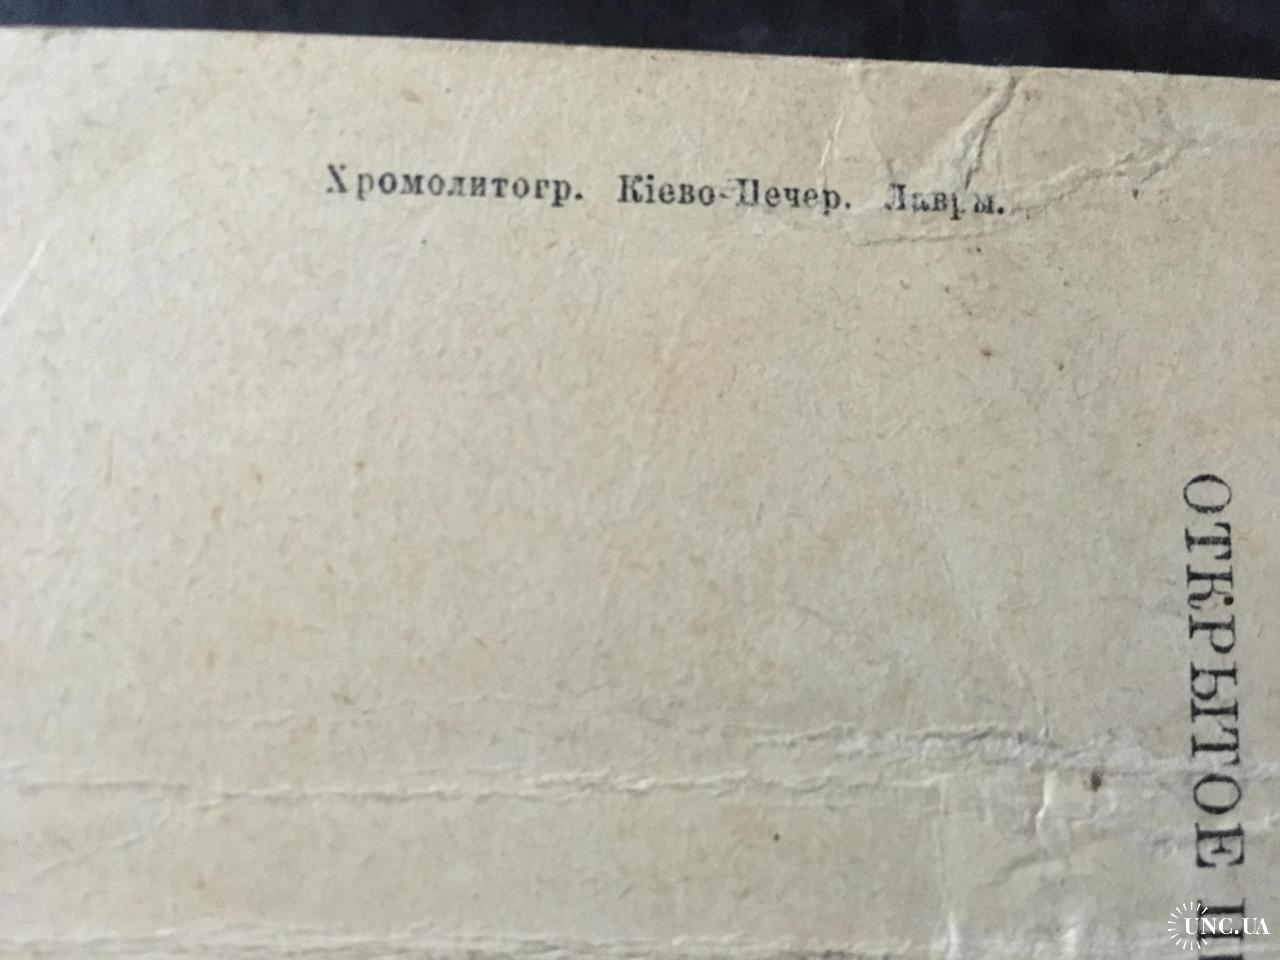 Хромолитогр. Кіево-Печер. Лавры.
ОТКРЫТОЕ
UNC.UA